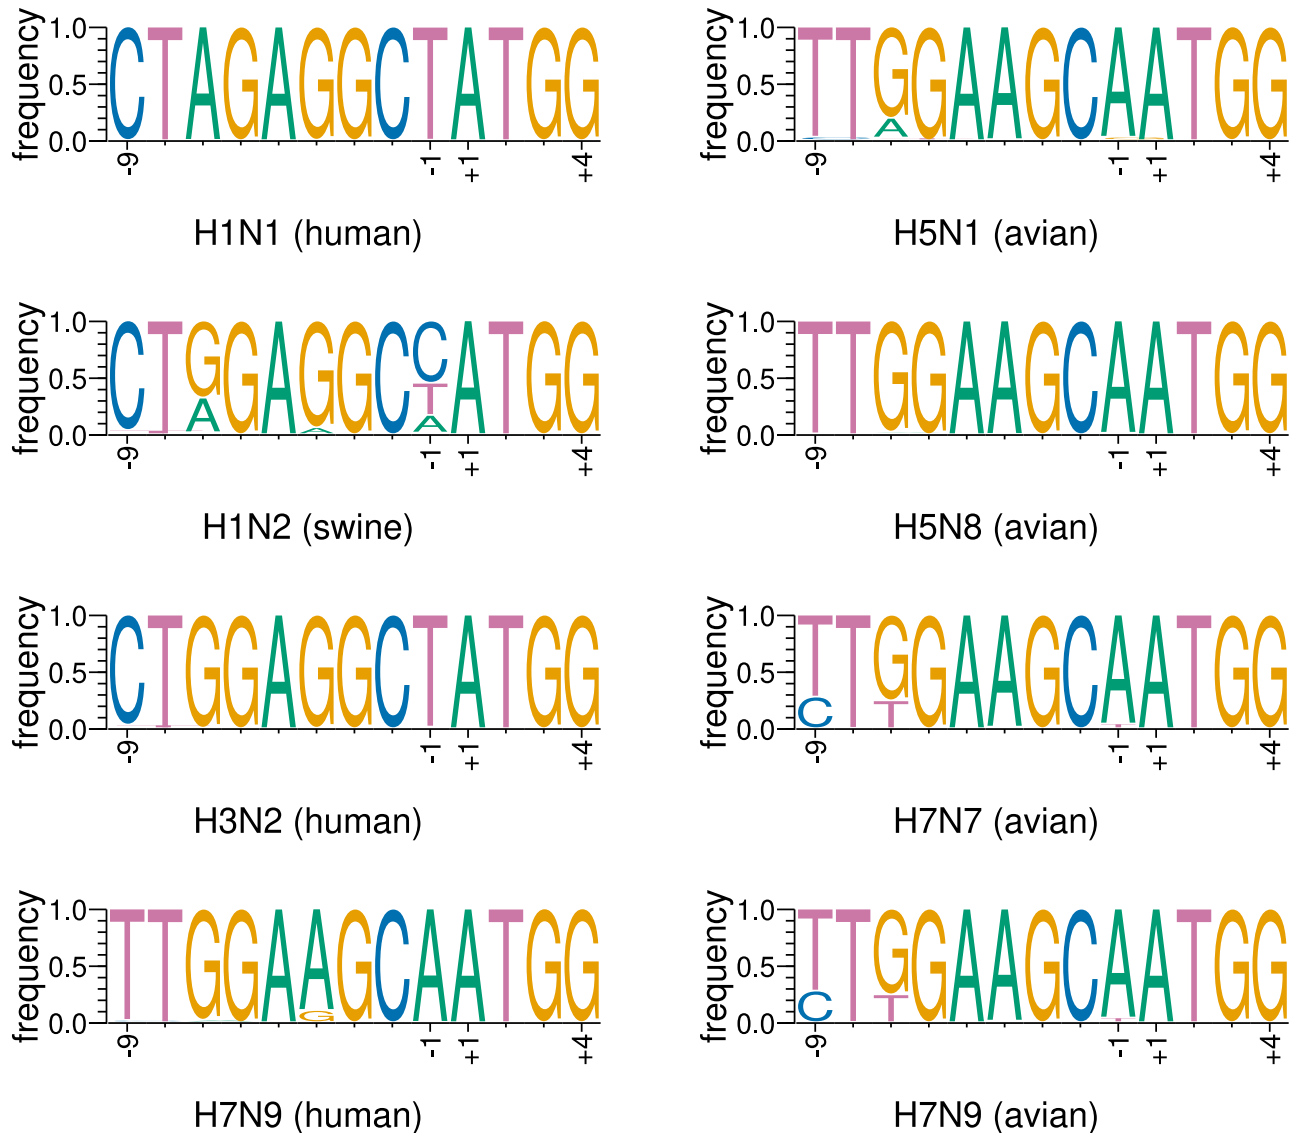 frequency 1.0 0.5 0.0 CTAGAGGCTATGG
-9 -1 +1 +4
H1N1 (human)
frequency 1.0 0.5 0.0 TTGGAAGCAATGG
A
-9 -1 +1 +4
H5N1 (avian)
frequency 1.0 0.5 0.0 CTGGAGGCCATGG
A T
A A
-9 -1 +1 +4
H1N2 (swine)
frequency 1.0 0.5 0.0 TTGGAAGCAATGG
-9 -1 +1 +4
H5N8 (avian)
frequency 1.0 0.5 0.0 CTGGAGGCTATGG
-9 -1 +1 +4
H3N2 (human)
frequency 1.0 0.5 0.0 TTGGAAGCAATGG
C T
-9 -1 +1 +4
H7N7 (avian)
frequency 1.0 0.5 0.0 TTGGAAGCAATGG
G
-9 -1 +1 +4
H7N9 (human)
frequency 1.0 0.5 0.0 TTGGAAGCAATGG
C T
-9 -1 +1 +4
H7N9 (avian)